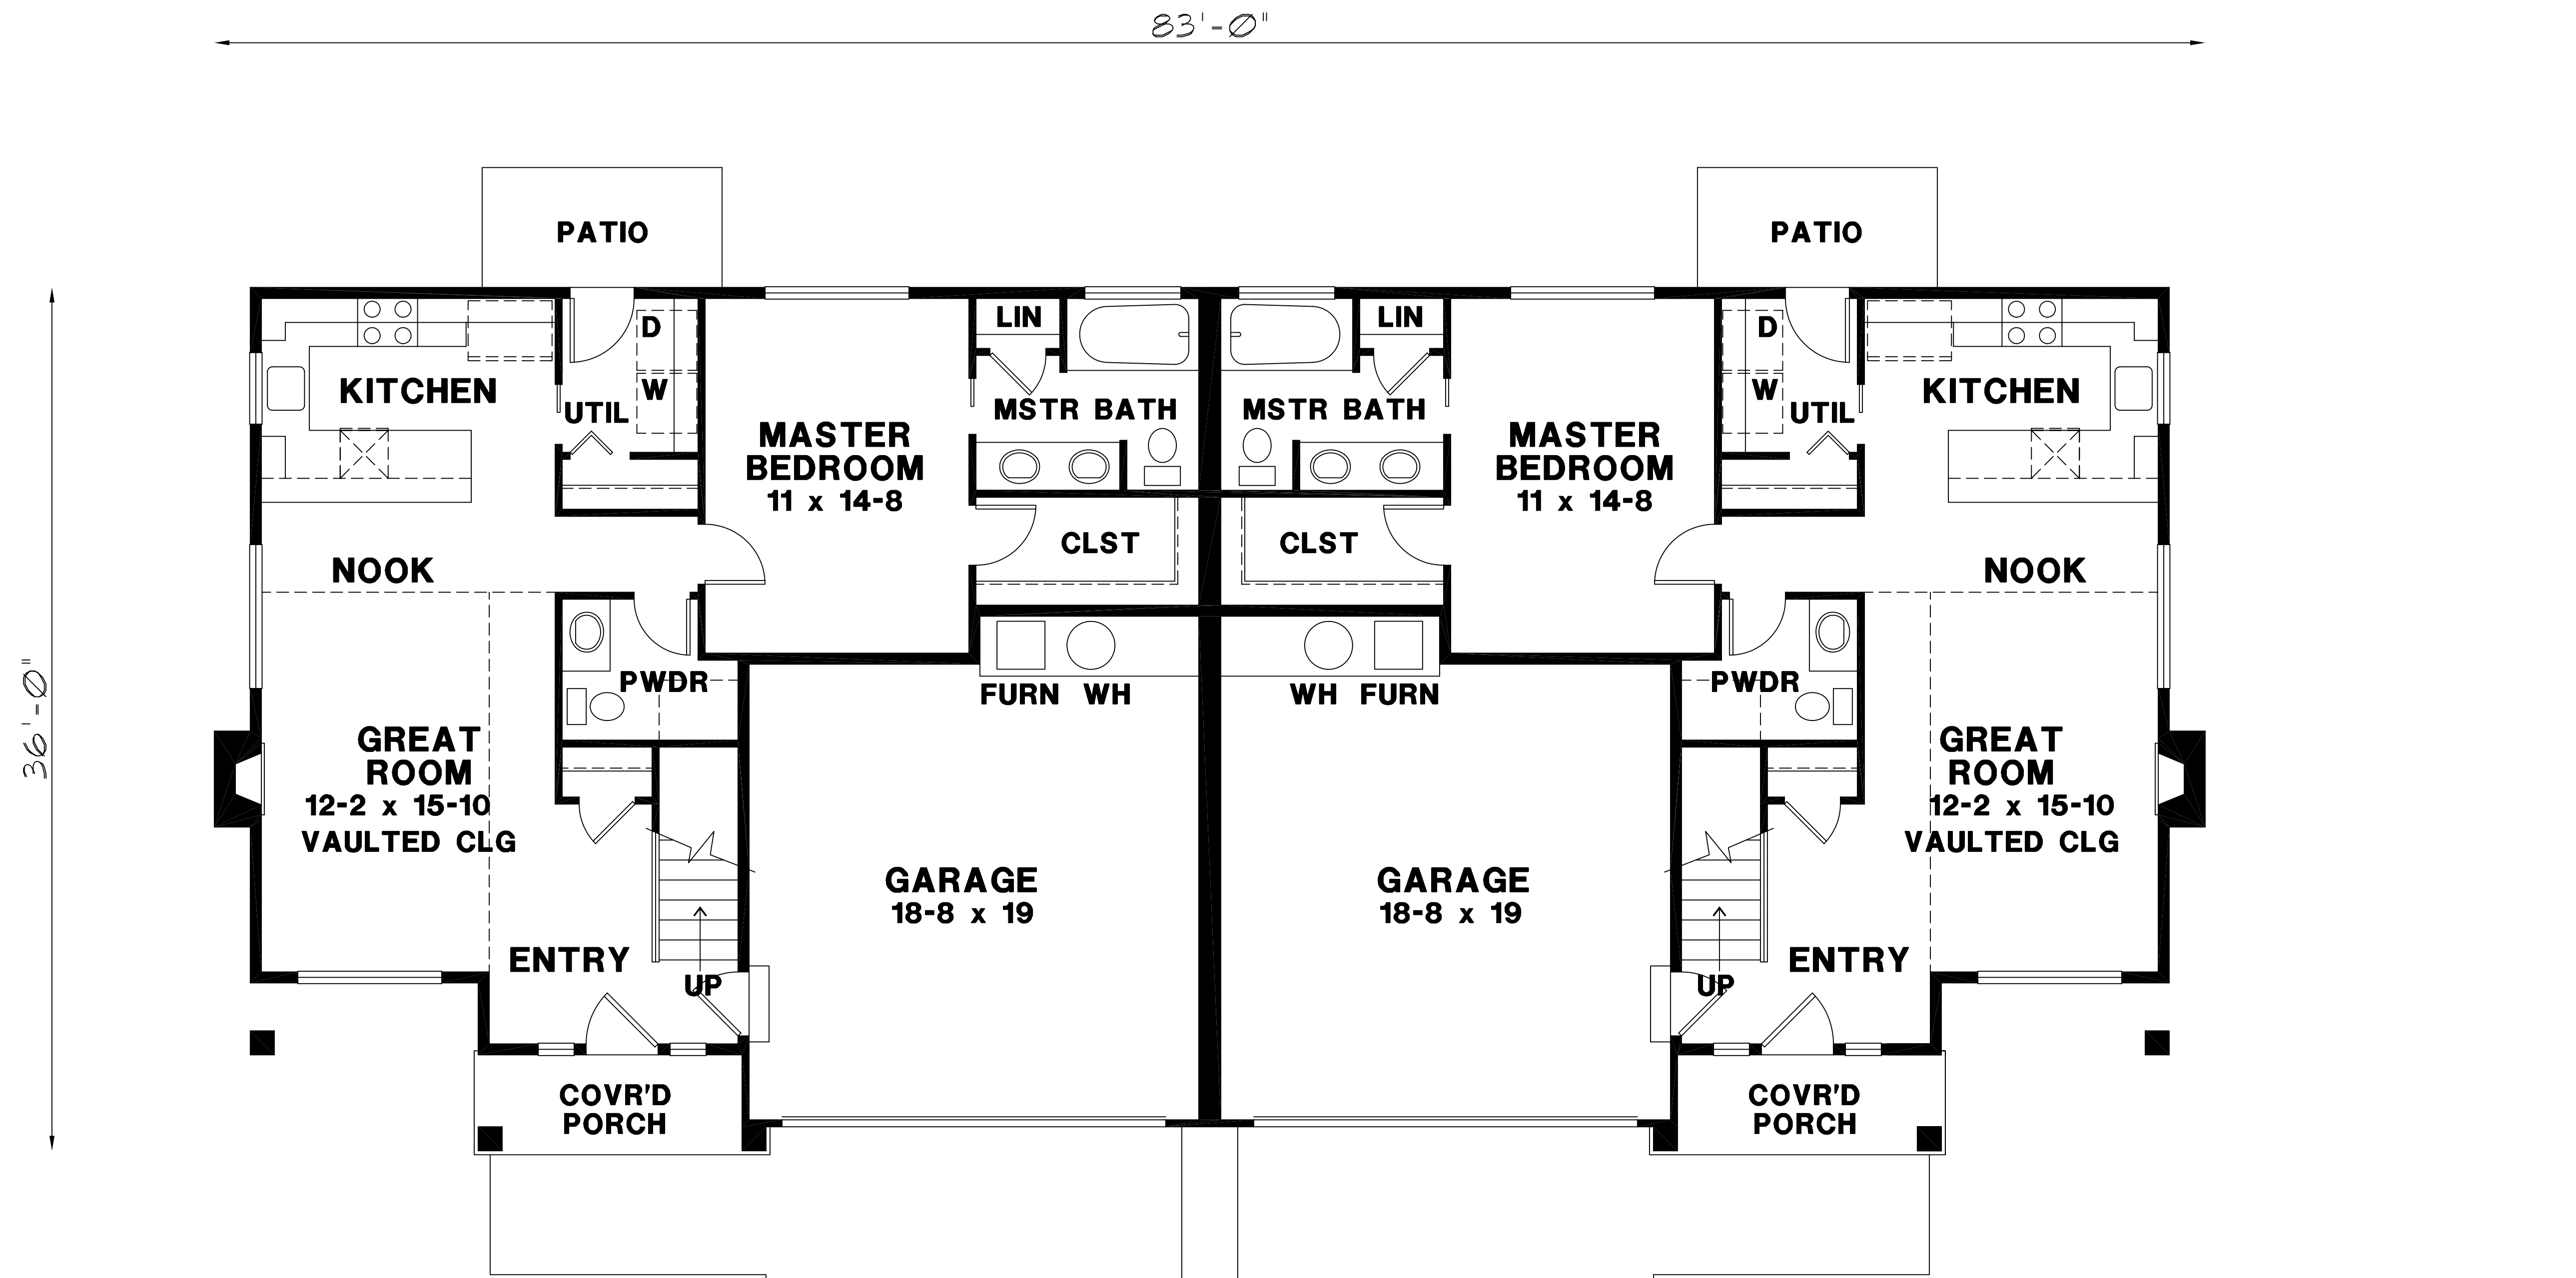 83'-0"
PATIO
PATIO
LIN
LIN
D
D
W
W
KITCHEN
KITCHEN
UTIL
UTIL
MSTR BATH
MSTR BATH
MASTER
BEDROOM
11 x 14-8
MASTER
BEDROOM
11 x 14-8
CLST
CLST
NOOK
NOOK
36'-0"
PWDR
PWDR
FURN WH
WH FURN
GREAT
ROOM
12-2 x 15-10
VAULTED CLG
GREAT
ROOM
12-2 x 15-10
VAULTED CLG
GARAGE
18-8 x 19
GARAGE
18-8 x 19
ENTRY
ENTRY
UP
UP
COVR'D
PORCH
COVR'D
PORCH